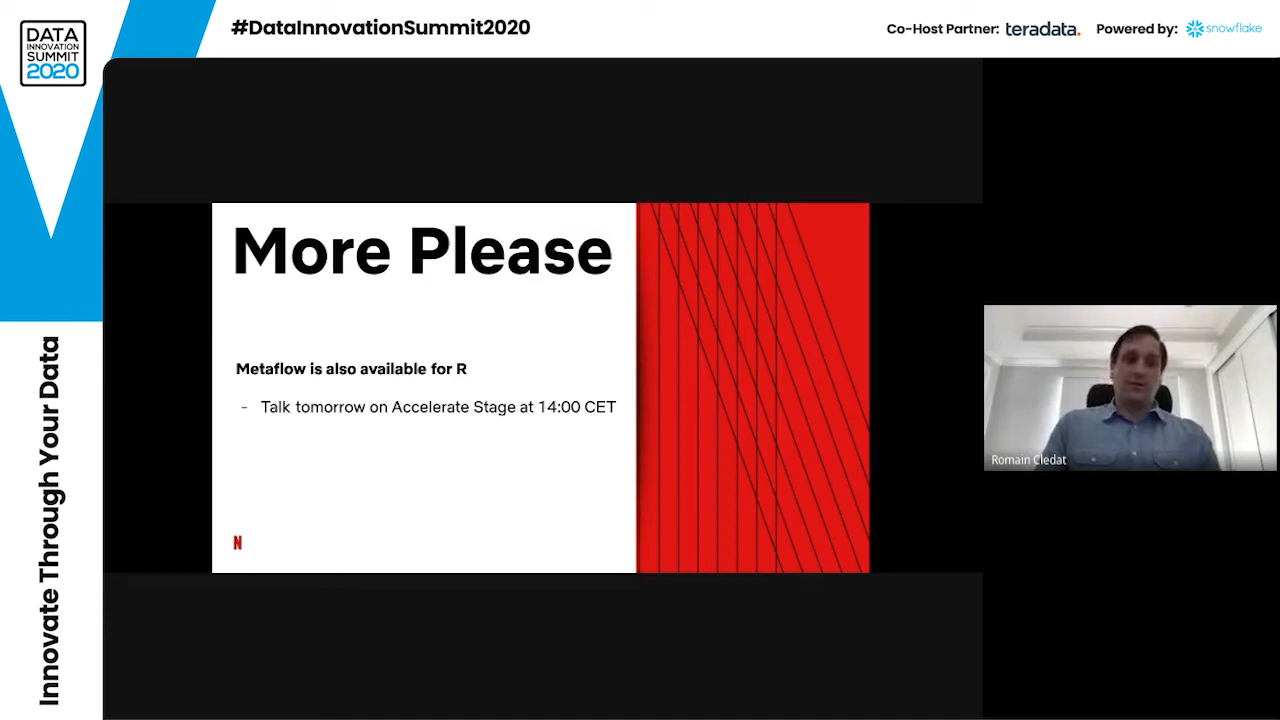 #DataInnovationSummit2020
Co-Host Partner: teradata. Powered by: snowflake
DATA
INNOVATION
SUMMIT
2020
Innovate Through Your Data
More Please
Metaflow is also available for R
- Talk tomorrow on Accelerate Stage at 14:00 CET
N
Romain Cledat